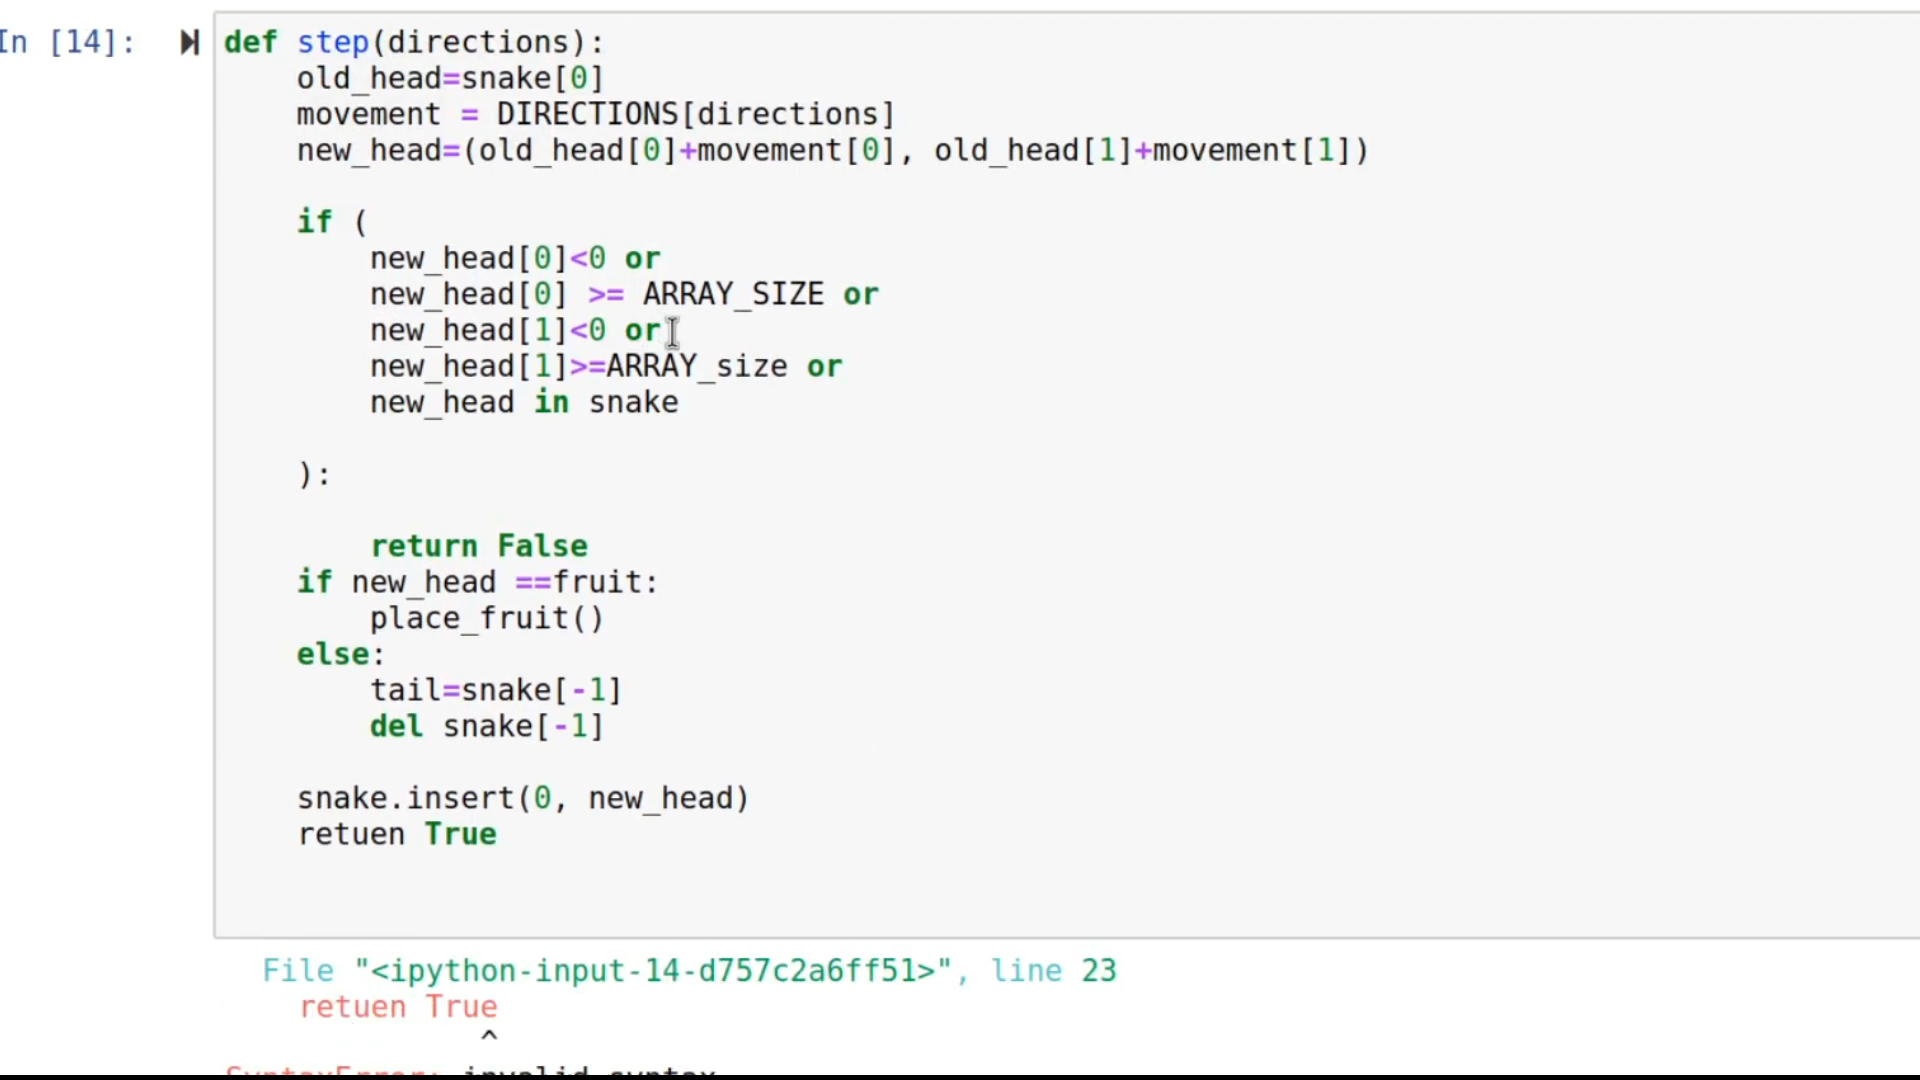 In [14]:
def step(directions):
old_head=snake[0]
movement = DIRECTIONS[directions]
new_head=(old_head[0]+movement[0], old_head[1]+movement[1])
if (
new_head[0]<0 or
new_head[0] >= ARRAY_SIZE or
new_head[1]<0 or
new_head[1]>=ARRAY_size or
new_head in snake
):
return False
if new_head ==fruit:
place_fruit()
else:
tail=snake[-1]
del snake[-1]
snake.insert(0, new_head)
retuen True
File "<ipython-input-14-d757c2a6ff51>", line 23
retuen True
^
SyntaxError: invalid syntax